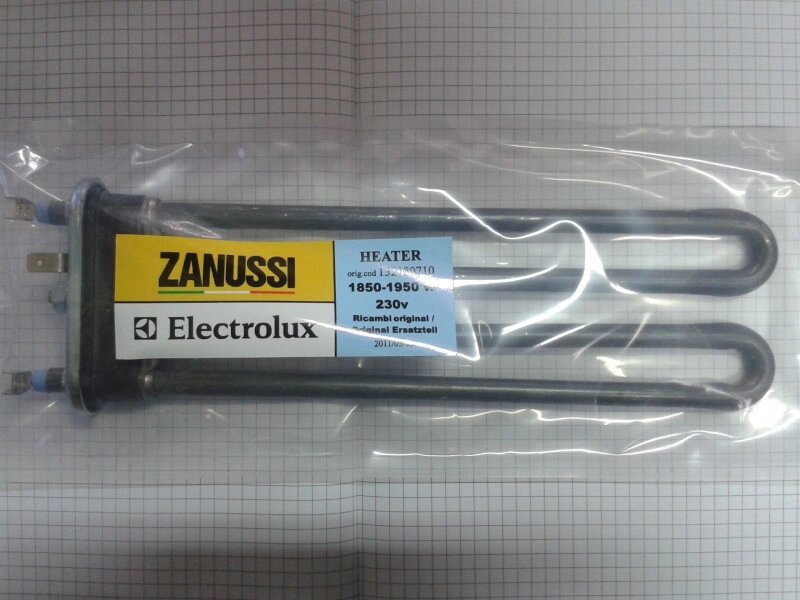 ZANUSSI
Electrolux
HEATER
orig.cod
1850-1950 W
230v
Ricambi original /
Original Ersatzteil